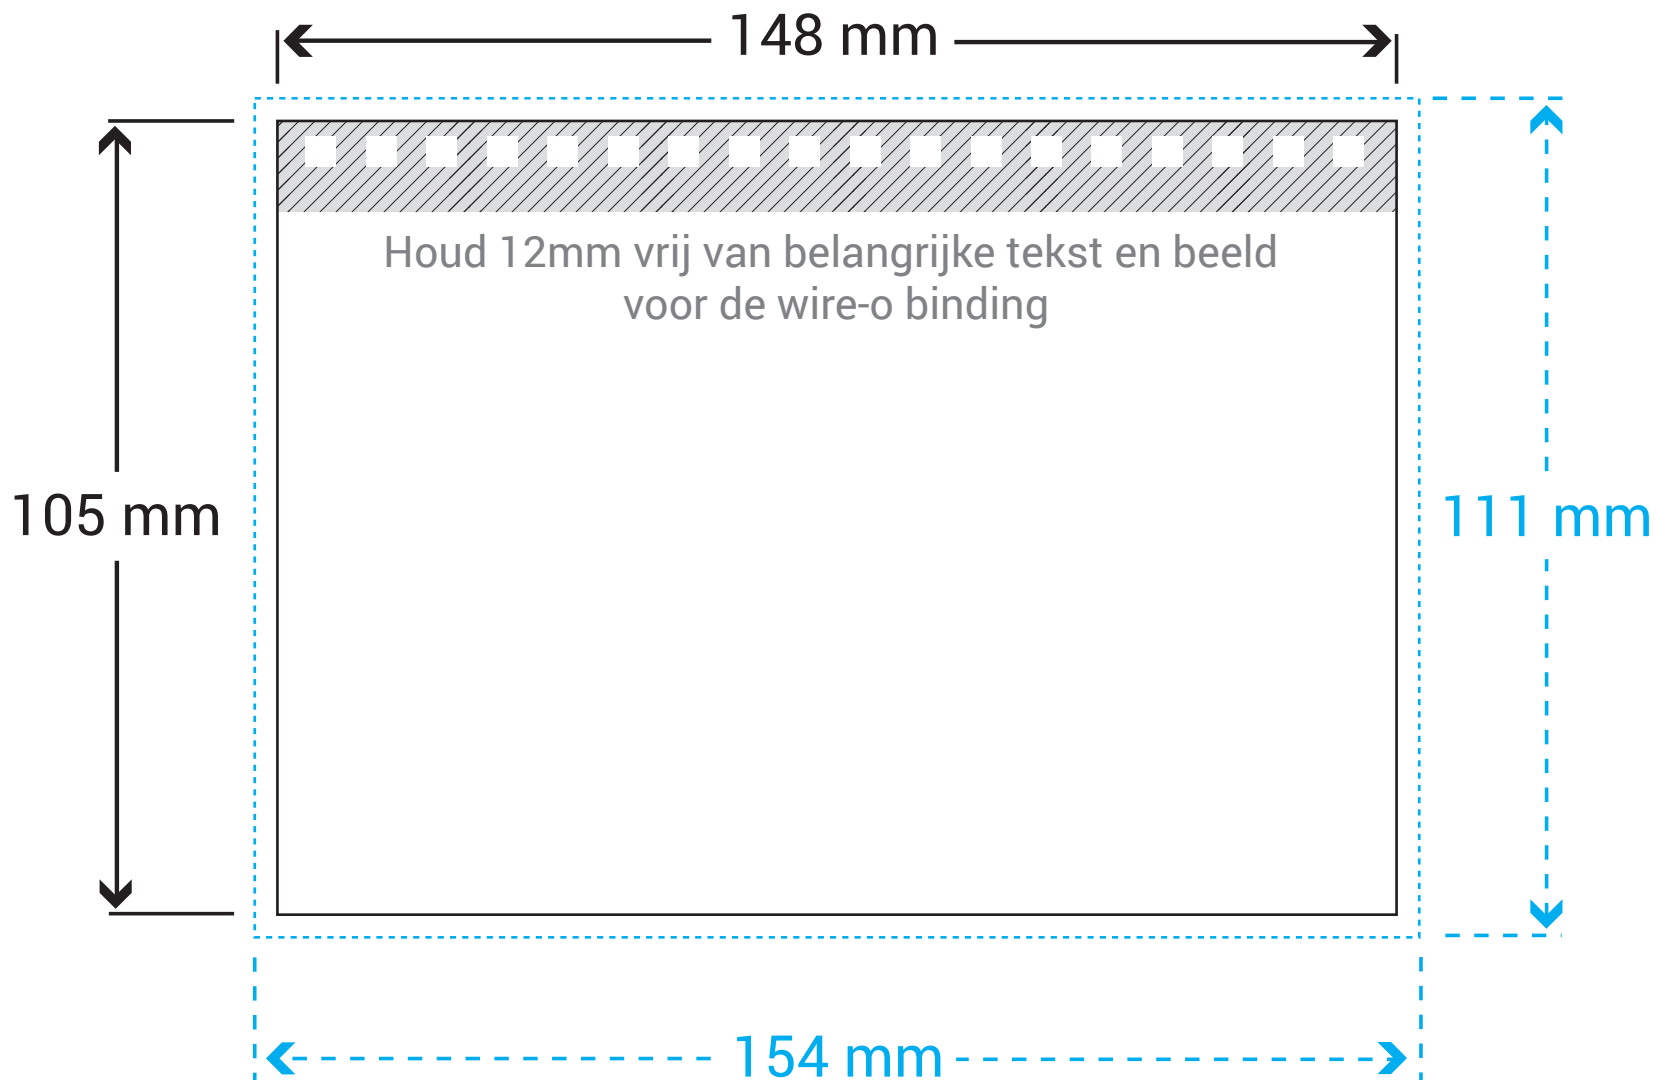 148 mm
Houd 12mm vrij van belangrijke tekst en beeld
voor de wire-o binding
105 mm
111 mm
154 mm